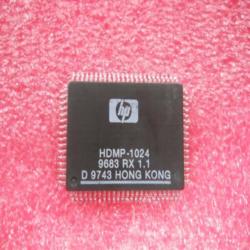 hp
HDMP-1024
9683 RX 1.1
D 9743 HONG KONG